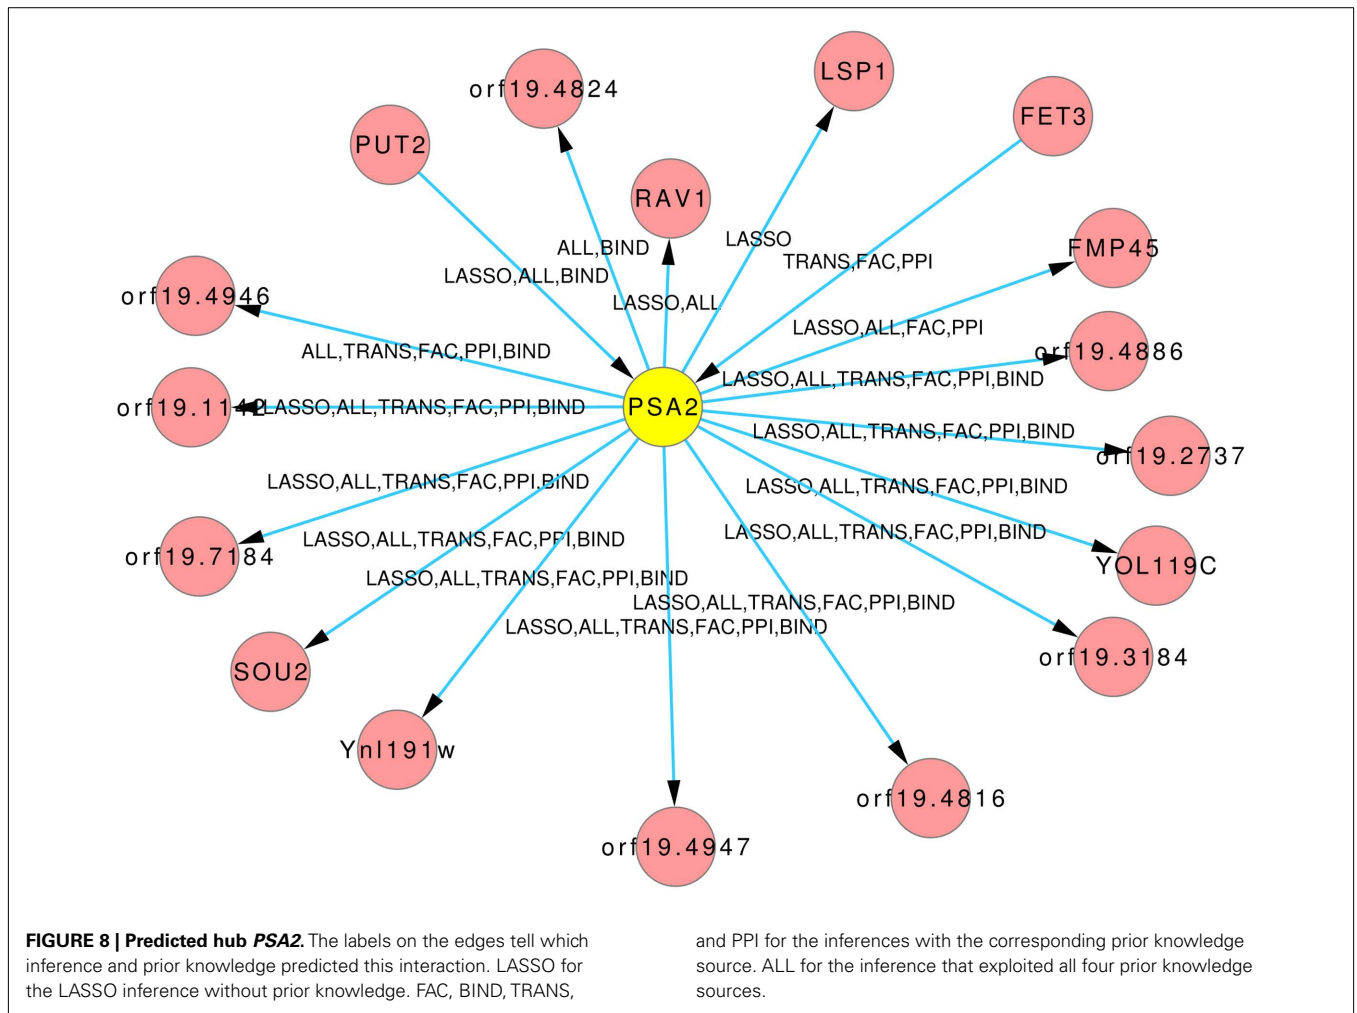 LSP1
orf19.4824
FET3
PUT2
RAV1
LASSO
FMP45
ALL,BIND
TRANS,FAC,PPI
LASSO,ALL,BIND
orf19.4946
LASSO,ALL
LASSO,ALL,FAC,PPI
ALL,TRANS,FAC,PPI,BIND
orf19.4886
LASSO,ALL,TRANS,FAC,PPI,BIND
orf19.1142
LASSO,ALL,TRANS,FAC,PPI,BIND
PSA2
LASSO,ALL,TRANS,FAC,PPI,BIND
orf19.2737
LASSO,ALL,TRANS,FAC,PPI,BIND
LASSO,ALL,TRANS,FAC,PPI,BIND
LASSO,ALL,TRANS,FAC,PPI,BIND
LASSO,ALL,TRANS,FAC,PPI,BIND
orf19.7184
YOL119C
LASSO,ALL,TRANS,FAC,PPI,BIND
LASSO,ALL,TRANS,FAC,PPI,BIND
LASSO,ALL,TRANS,FAC,PPI,BIND
orf19.3184
SOU2
Ynl191w
orf19.4816
orf19.4947
FIGURE 8 | Predicted hub PSA2. The labels on the edges tell which
inference and prior knowledge predicted this interaction. LASSO for
the LASSO inference without prior knowledge. FAC, BIND, TRANS,
and PPI for the inferences with the corresponding prior knowledge
source. ALL for the inference that exploited all four prior knowledge
sources.